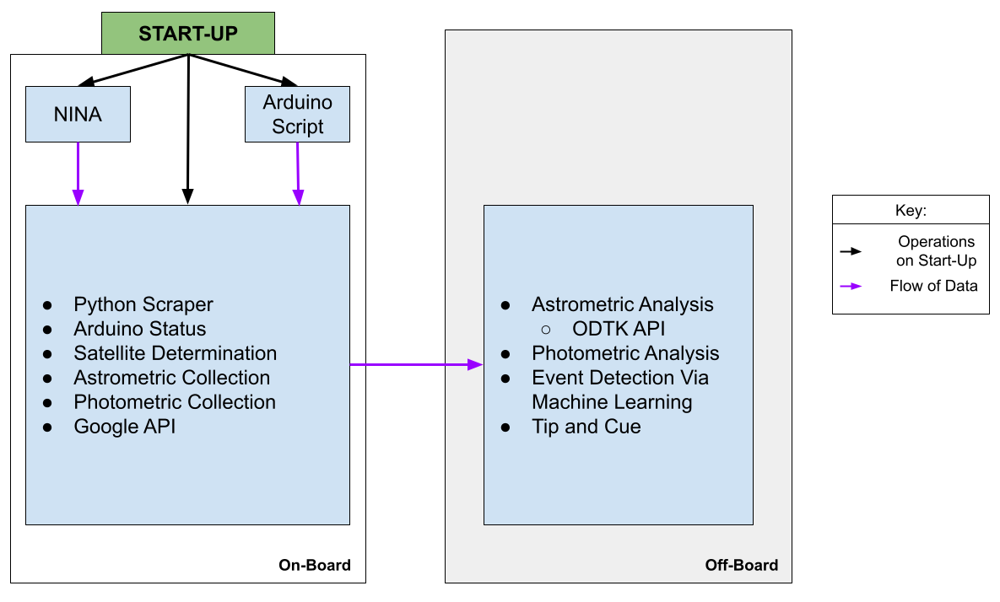 START-UP
NINA
Arduino
Script
● Python Scraper
● Arduino Status
● Satellite Determination
● Astrometric Collection
● Photometric Collection
● Google API
On-Board
● Astrometric Analysis
○ ODTK API
● Photometric Analysis
● Event Detection Via
Machine Learning
● Tip and Cue
Off-Board
Key:
Operations
on Start-Up
Flow of Data